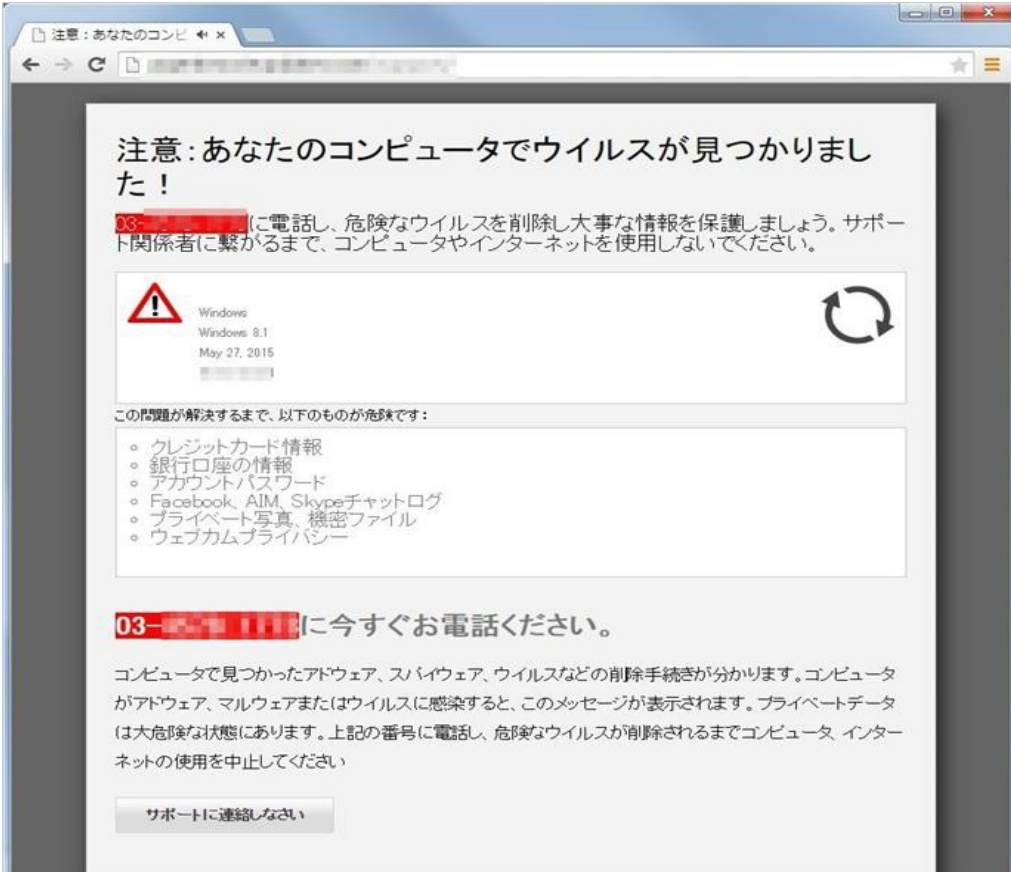 注意：あなたのコンピ
注意：あなたのコンピュータでウイルスが見つかりまし
た！
03-に電話し、危険なウイルスを削除し大事な情報を保護しましょう。サポー
ト関係者に繋がるまで、コンピュータやインターネットを使用しないでください。
Windows
Windows 8.1
May 27, 2015
この問題が解決するまで、以下のものが危険です：
クレジットカード情報
銀行口座の情報
アカウントパスワード
Facebook、AIM、Skypeチャットログ
プライベート写真、機密ファイル
ウェブカムプライバシー
03-に今すぐお電話ください。
コンピュータで見つかったアドウェア、スパイウェア、ウイルスなどの削除手続きが分かります。コンピュータ
がアドウェア、マルウェアまたはウイルスに感染すると、このメッセージが表示されます。プライベートデータ
は大危険な状態にあります。上記の番号に電話し、危険なウイルスが削除されるまでコンピュータ、インター
ネットの使用を中止してください
サポートに連絡しなさい